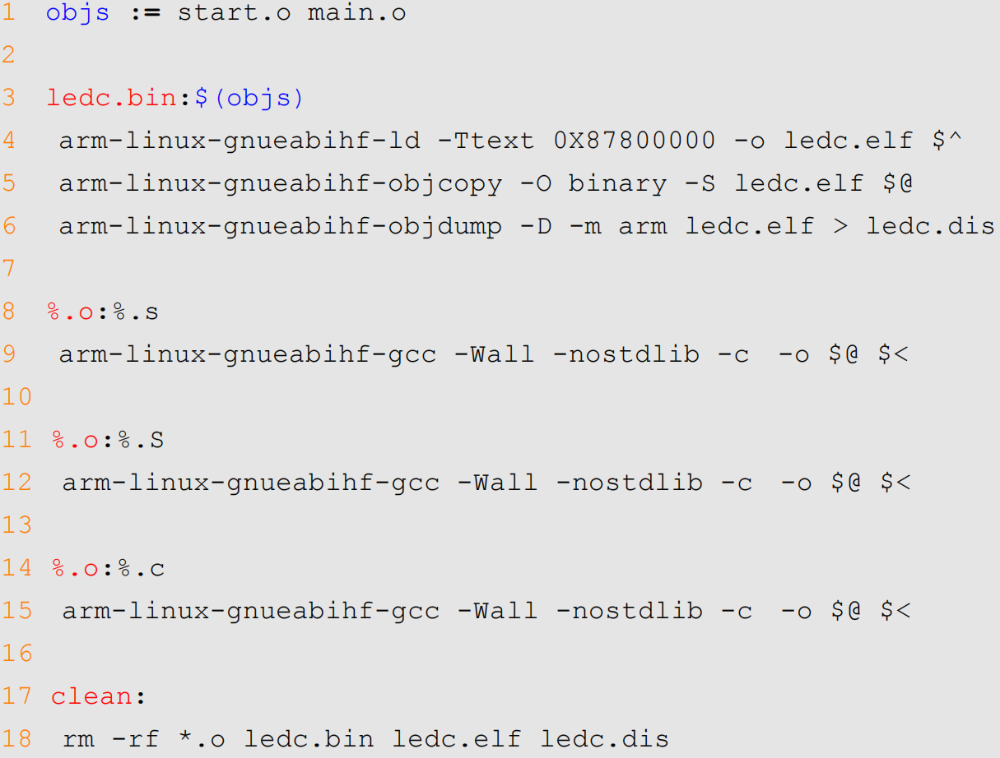 1 objs := start.o main.o
2
3 ledc.bin:$(objs)
4 arm-linux-gnueabihf-ld -Ttext 0X87800000 -o ledc.elf $^
5 arm-linux-gnueabihf-objcopy -O binary -S ledc.elf $@
6 arm-linux-gnueabihf-objdump -D -m arm ledc.elf > ledc.dis
7
8 %.o:%.s
9 arm-linux-gnueabihf-gcc -Wall -nostdlib -c  -o $@ $<
10
11 %.o:%.S
12 arm-linux-gnueabihf-gcc -Wall -nostdlib -c  -o $@ $<
13
14 %.o:%.c
15 arm-linux-gnueabihf-gcc -Wall -nostdlib -c  -o $@ $<
16
17 clean:
18 rm -rf *.o ledc.bin ledc.elf ledc.dis